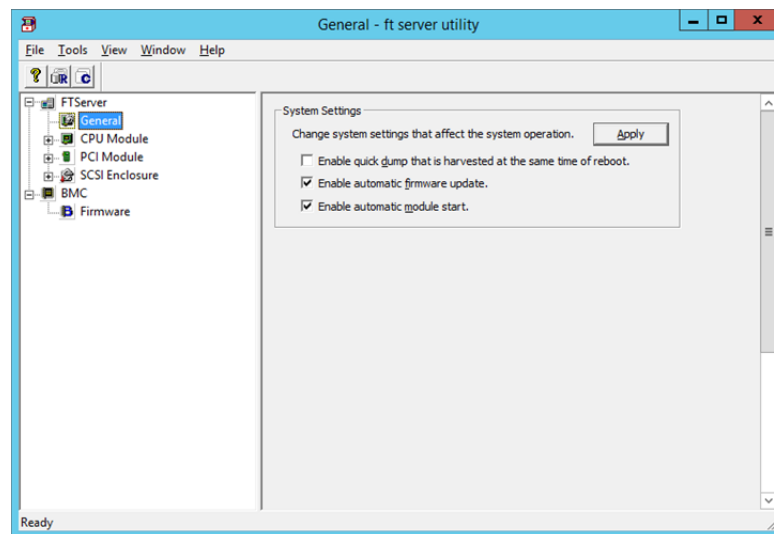 General - ft server utility
File Tools View Window Help
FTServer
General
CPU Module
PCI Module
SCSI Enclosure
BMC
Firmware
System Settings
Change system settings that affect the system operation. Apply
Enable quick dump that is harvested at the same time of reboot.
Enable automatic firmware update.
Enable automatic module start.
Ready